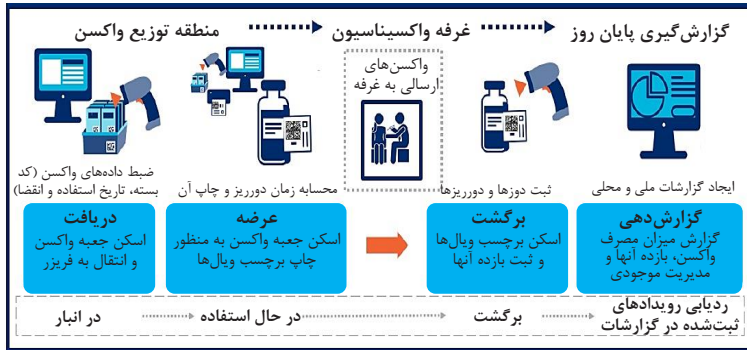 منطقه توزیع واکسن
غرفه واکسیناسیون
گزارش‌گیری پایان روز
واکسن‌های
ارسالی به غرفه
ضبط داده‌های واکسن (کد
بسته، تاریخ استفاده و انقضا)
محسابه زمان دورریز و چاپ آن
ثبت دوزها و دورریزها
ایجاد گزارشات ملی و محلی
دریافت
اسکن جعبه واکسن
و انتقال به فریزر
عرضه
اسکن جعبه واکسن به منظور
چاپ برچسب ویال‌ها
برگشت
اسکن برچسب ویال‌ها
و ثبت بازده آنها
گزارش‌دهی
گزارش میزان مصرف
واکسن، بازده آنها و
مدیریت موجودی
در انبار
در حال استفاده
برگشت
ردیابی رویدادهای
ثبت‌شده در گزارشات